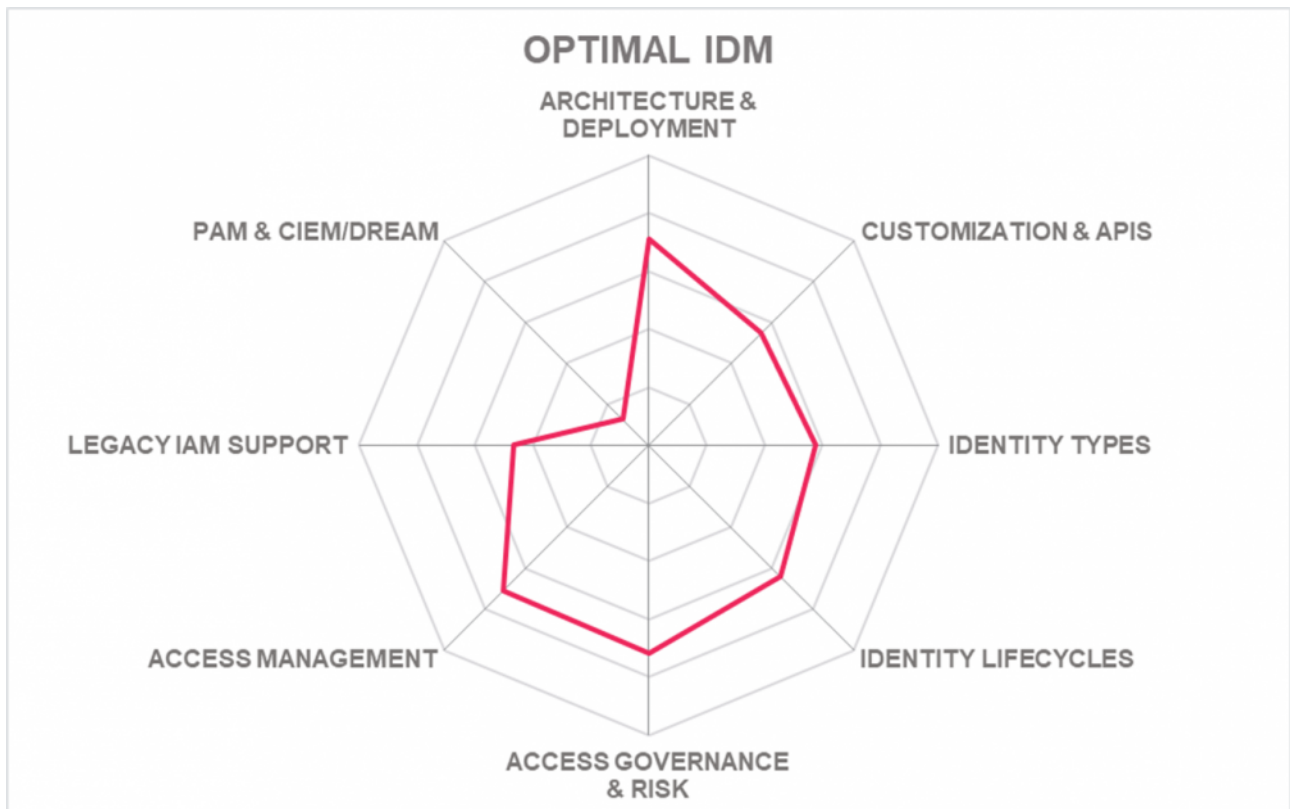 OPTIMAL IDM
ARCHITECTURE &
DEPLOYMENT
PAM & CIEM/DREAM
CUSTOMIZATION & APIS
LEGACY IAM SUPPORT
IDENTITY TYPES
ACCESS MANAGEMENT
IDENTITY LIFECYCLES
ACCESS GOVERNANCE
& RISK